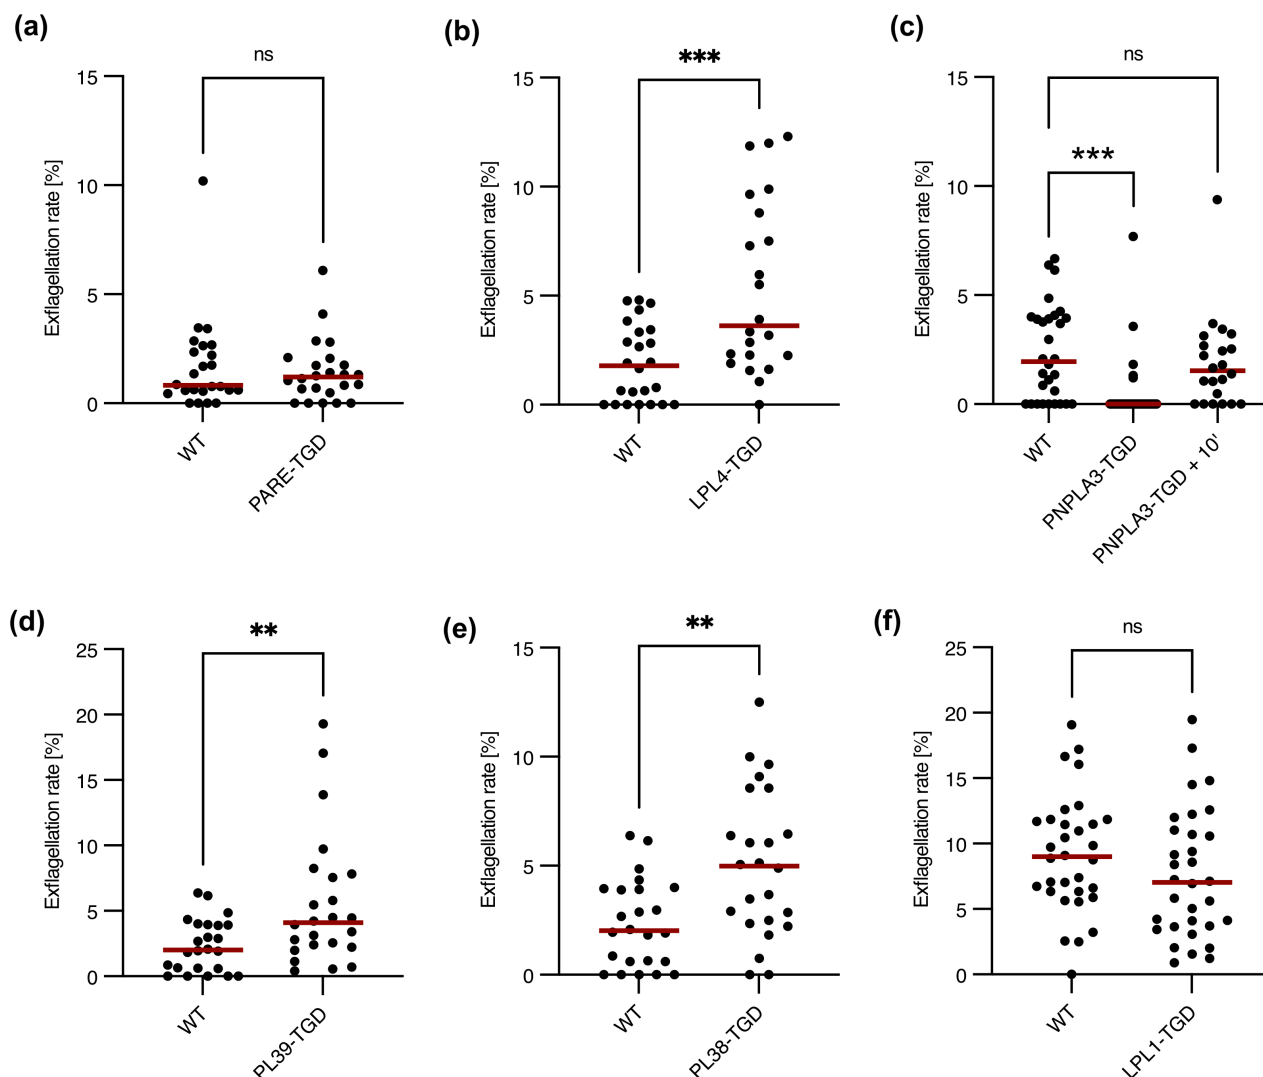 (a)
ns
15
10
5
0
Exflagellation rate [%]
WT
PARE-TGD
(b)
***
15
10
5
0
Exflagellation rate [%]
WT
LPL4-TGD
(c)
ns
***
15
10
5
0
Exflagellation rate [%]
WT
PNPLA3-TGD
PNPLA3-TGD + 10'
(d)
**
25
20
15
10
5
0
Exflagellation rate [%]
WT
PL39-TGD
(e)
**
15
10
5
0
Exflagellation rate [%]
WT
PL38-TGD
(f)
ns
25
20
15
10
5
0
Exflagellation rate [%]
WT
LPL1-TGD